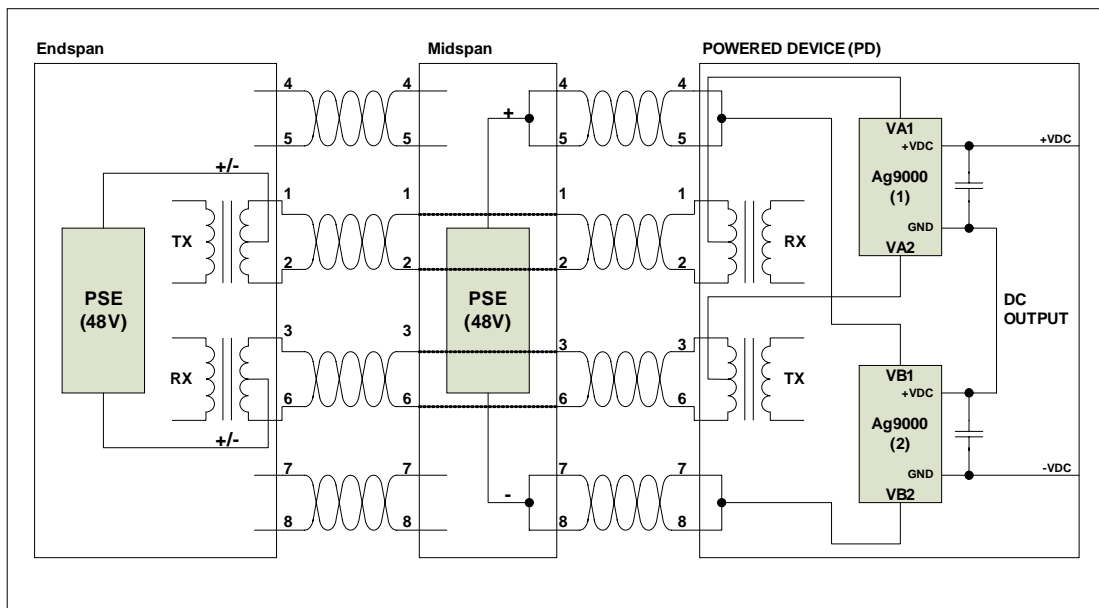 Endspan
Midspan
POWERED DEVICE (PD)
4 4 4 4
5 5 5 5
+
+/-
VA1
+VDC
+VDC
Ag9000
(1)
GND
VA2
1 1 1 1
TX
RX
2 2 2 2
PSE
(48V)
PSE
(48V)
DC
OUTPUT
3 3 3 3
RX
TX
6 6 6 6
+/-
VB1
+VDC
Ag9000
(2)
GND
-VDC
VB2
7 7 7 7
-
8 8 8 8